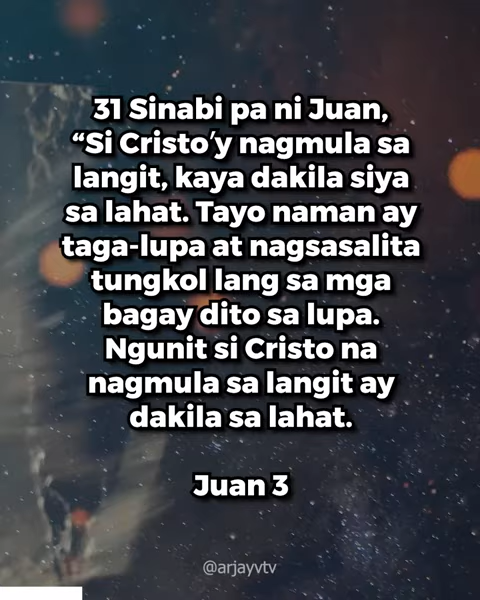 31 Sinabi pa ni Juan,
“Si Cristo’y nagmula sa
langit, kaya dakila siya
sa lahat. Tayo naman ay
taga-lupa at nagsasalita
tungkol lang sa mga
bagay dito sa lupa.
Ngunit si Cristo na
nagmula sa langit ay
dakila sa lahat.
Juan 3
@arjayvtv